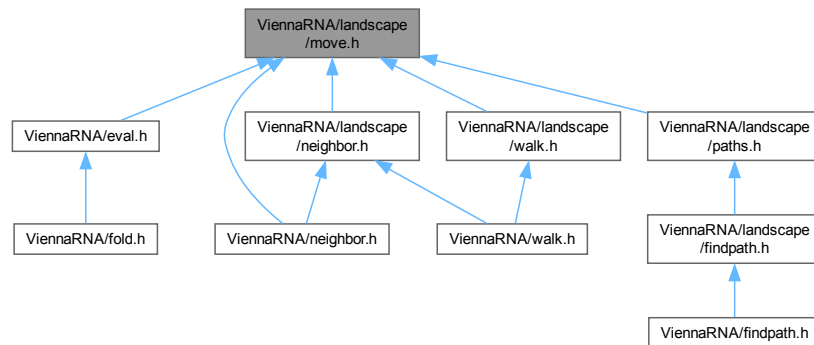 ViennaRNA/landscape
/move.h
ViennaRNA/eval.h
ViennaRNA/landscape
/neighbor.h
ViennaRNA/landscape
/walk.h
ViennaRNA/landscape
/paths.h
ViennaRNA/fold.h
ViennaRNA/neighbor.h
ViennaRNA/walk.h
ViennaRNA/landscape
/findpath.h
ViennaRNA/findpath.h